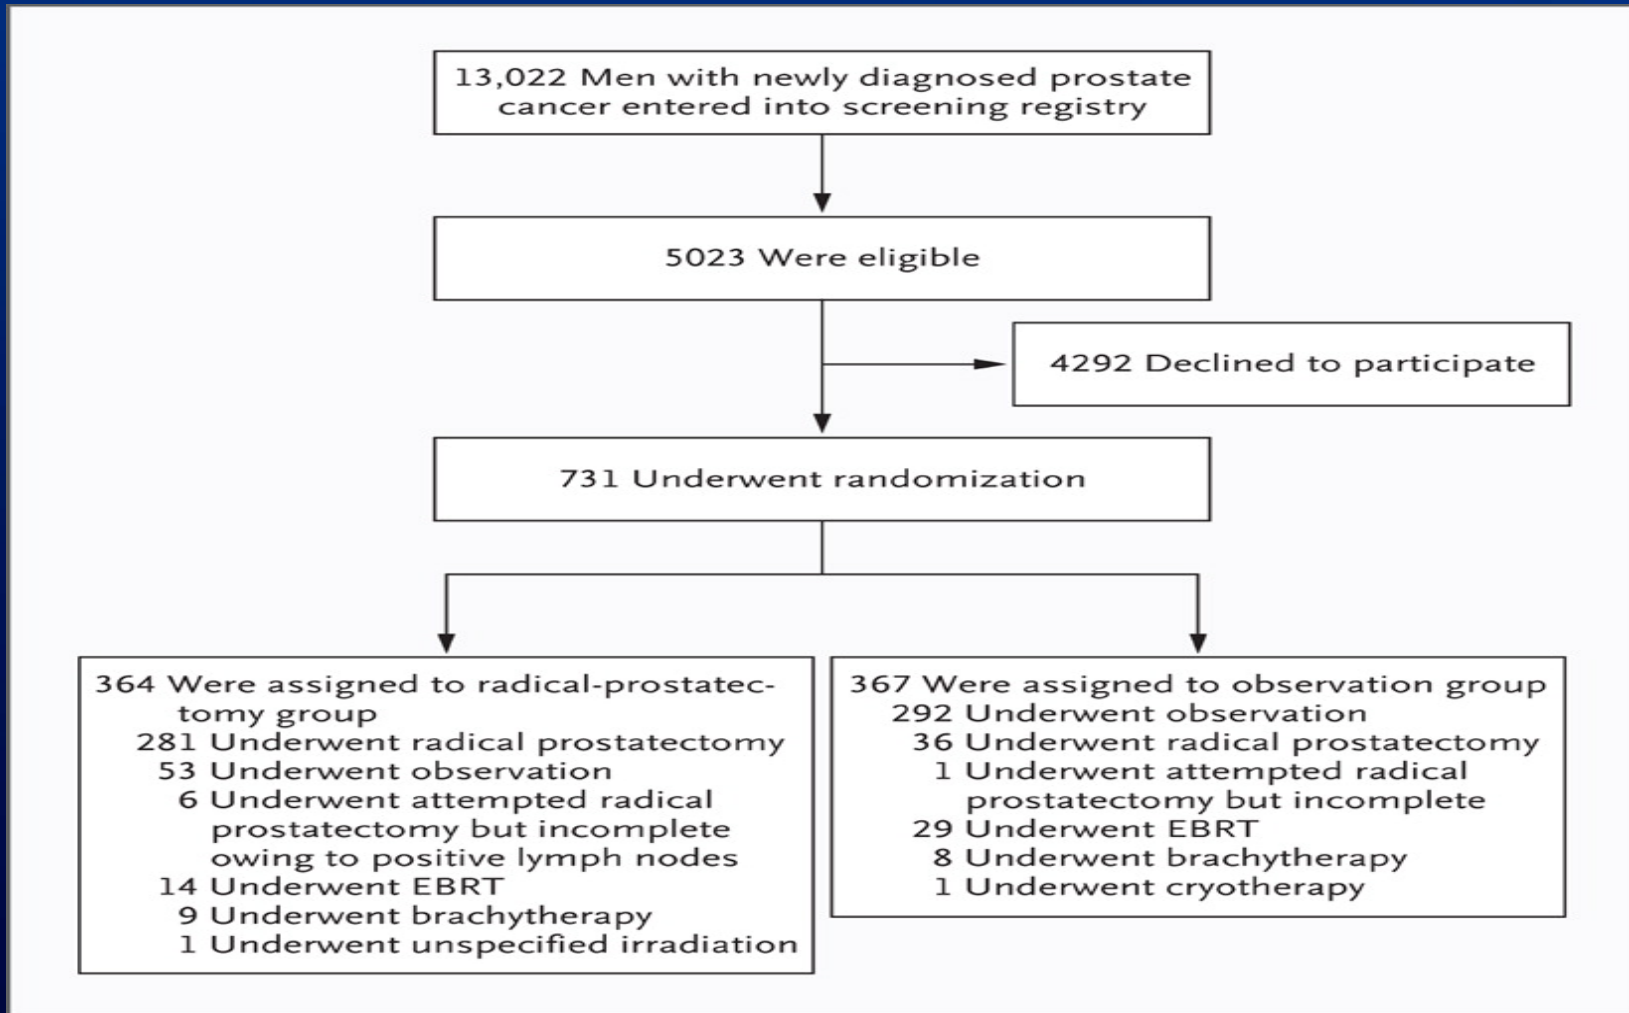 13,022 Men with newly diagnosed prostate
cancer entered into screening registry
5023 Were eligible
4292 Declined to participate
731 Underwent randomization
364 Were assigned to radical-prostatec-
tomy group
281 Underwent radical prostatectomy
53 Underwent observation
6 Underwent attempted radical
prostatectomy but incomplete
owing to positive lymph nodes
14 Underwent EBRT
9 Underwent brachytherapy
1 Underwent unspecified irradiation
367 Were assigned to observation group
292 Underwent observation
36 Underwent radical prostatectomy
1 Underwent attempted radical
prostatectomy but incomplete
29 Underwent EBRT
8 Underwent brachytherapy
1 Underwent cryotherapy